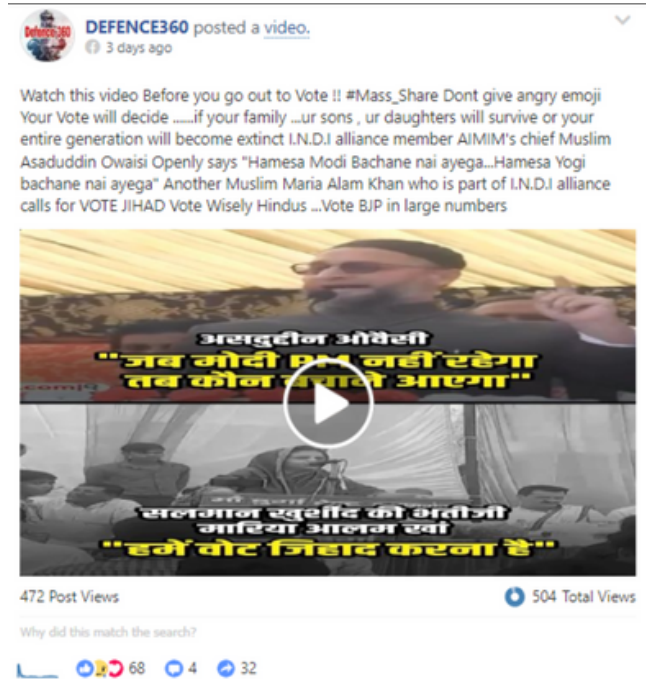 Defence360
DEFENCE360 posted a video.
3 days ago
Watch this video Before you go out to Vote !! #Mass_Share Dont give angry emoji
Your Vote will decide ......if your family ...ur sons , ur daughters will survive or your
entire generation will become extinct I.N.D.I alliance member AIMIM's chief Muslim
Asaduddin Owaisi Openly says "Hamesa Modi Bachane nai ayega...Hamesa Yogi
bachane nai ayega" Another Muslim Maria Alam Khan who is part of I.N.D.I alliance
calls for VOTE JIHAD Vote Wisely Hindus ...Vote BJP in large numbers
असदुद्दीन ओवैसी
"जब मोदी PM नहीं रहेगा
तब कौन बचाने आएगा"
सलमान खुर्शीद की भतीजी
मारिया आलम खां
"हमें वोट जिहाद करना है"
472 Post Views
504 Total Views
Why did this match the search?
68 4 32